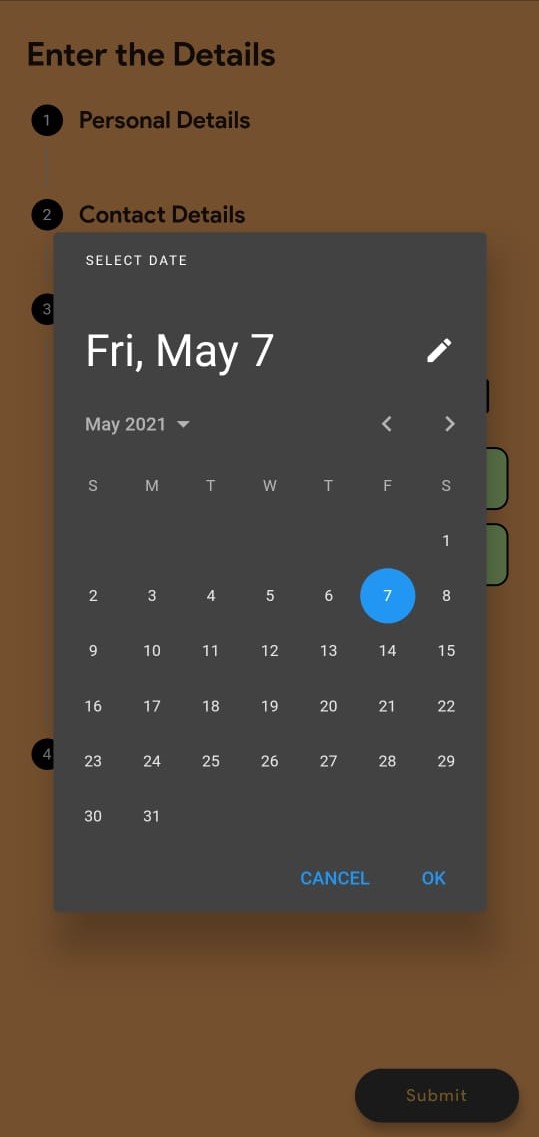 Enter the Details
1 Personal Details
2 Contact Details
SELECT DATE
3
Fri, May 7
May 2021
S M T W T F S
1
2 3 4 5 6 7 8
9 10 11 12 13 14 15
16 17 18 19 20 21 22
4
23 24 25 26 27 28 29
30 31
CANCEL OK
Submit